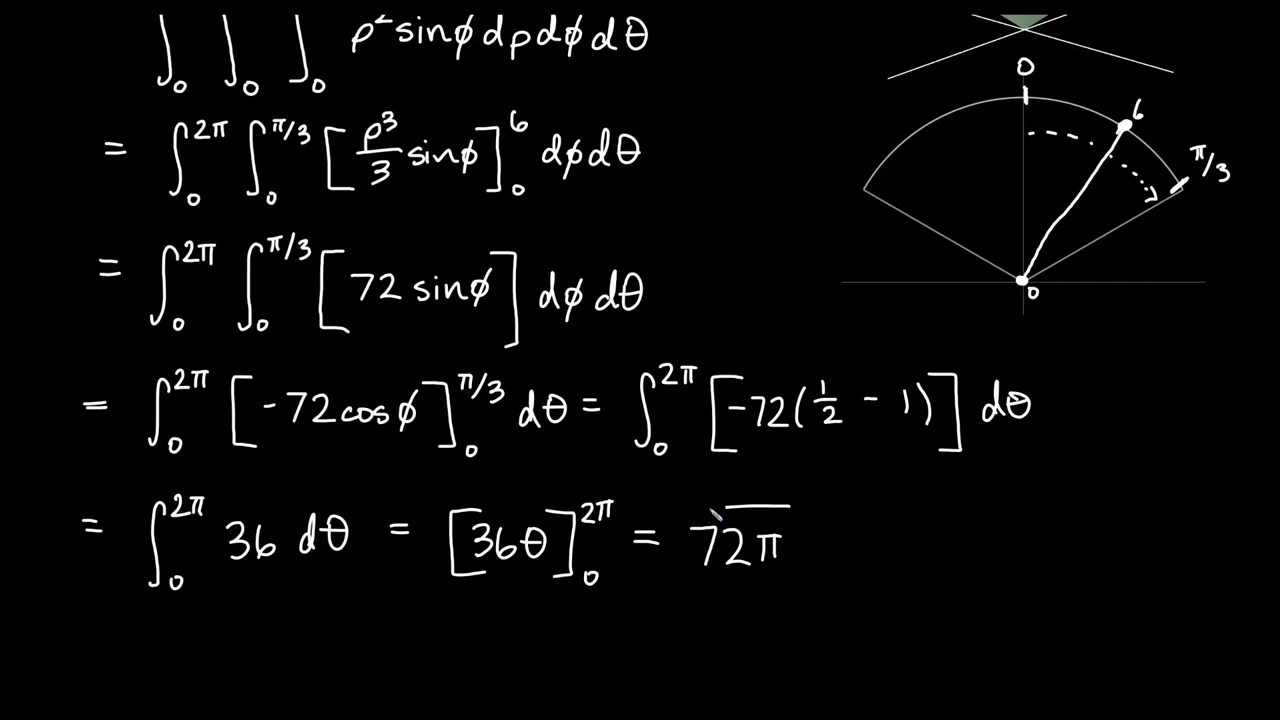 ∫₀ ∫₀ ∫₀ ρ² sinϕ dρ dϕ dθ
= ∫₀^2π ∫₀^π/3 [ρ³/3 sinϕ]₀^6 dϕ dθ
= ∫₀^2π ∫₀^π/3 [72 sinϕ] dϕ dθ
= ∫₀^2π [-72cosϕ]₀^π/3 dθ = ∫₀^2π [-72(1/2 - 1)] dθ
= ∫₀^2π 36 dθ = [36θ]₀^2π = 72π
0
6
π/3
0